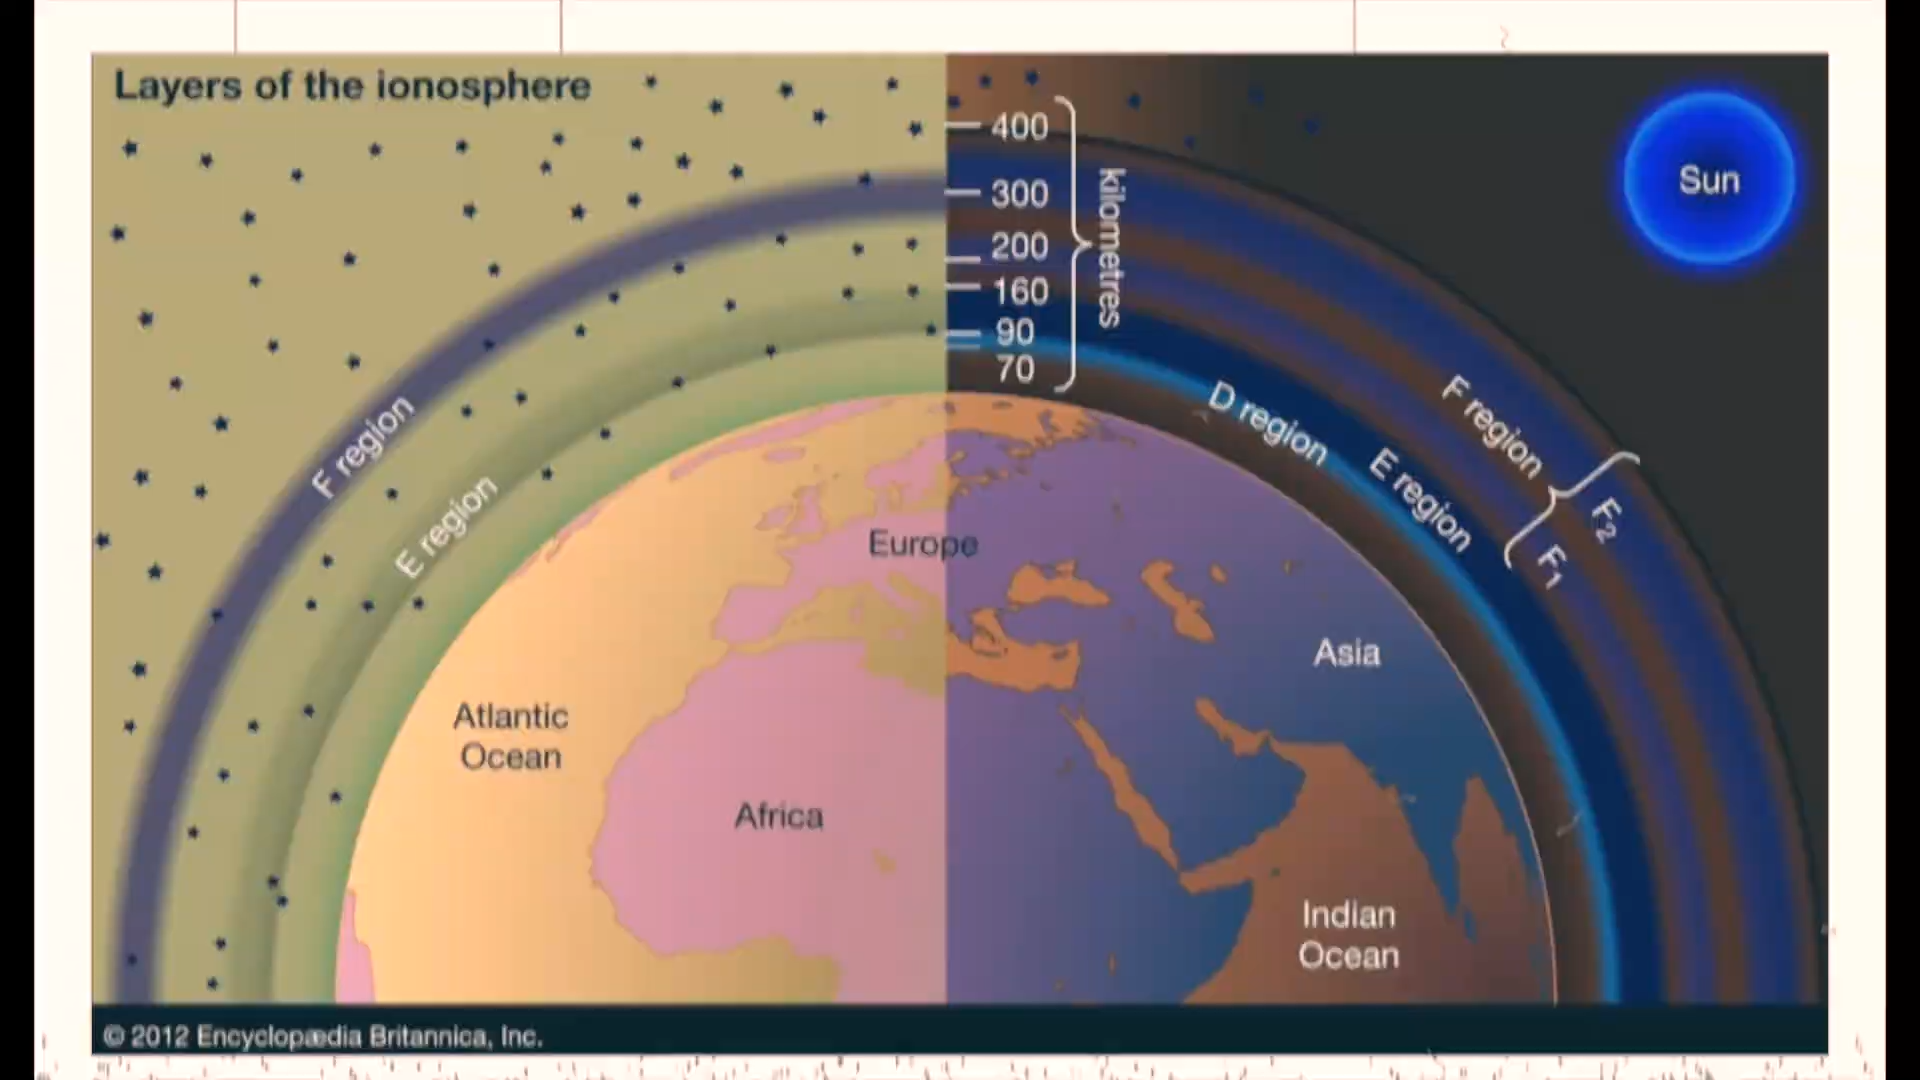 Layers of the ionosphere
400
300
200
160
90
70
kilometres
Sun
F region
E region
D region
E region
F region
F₂
F₁
Europe
Asia
Atlantic
Ocean
Africa
Indian
Ocean
© 2012 Encyclopædia Britannica, Inc.